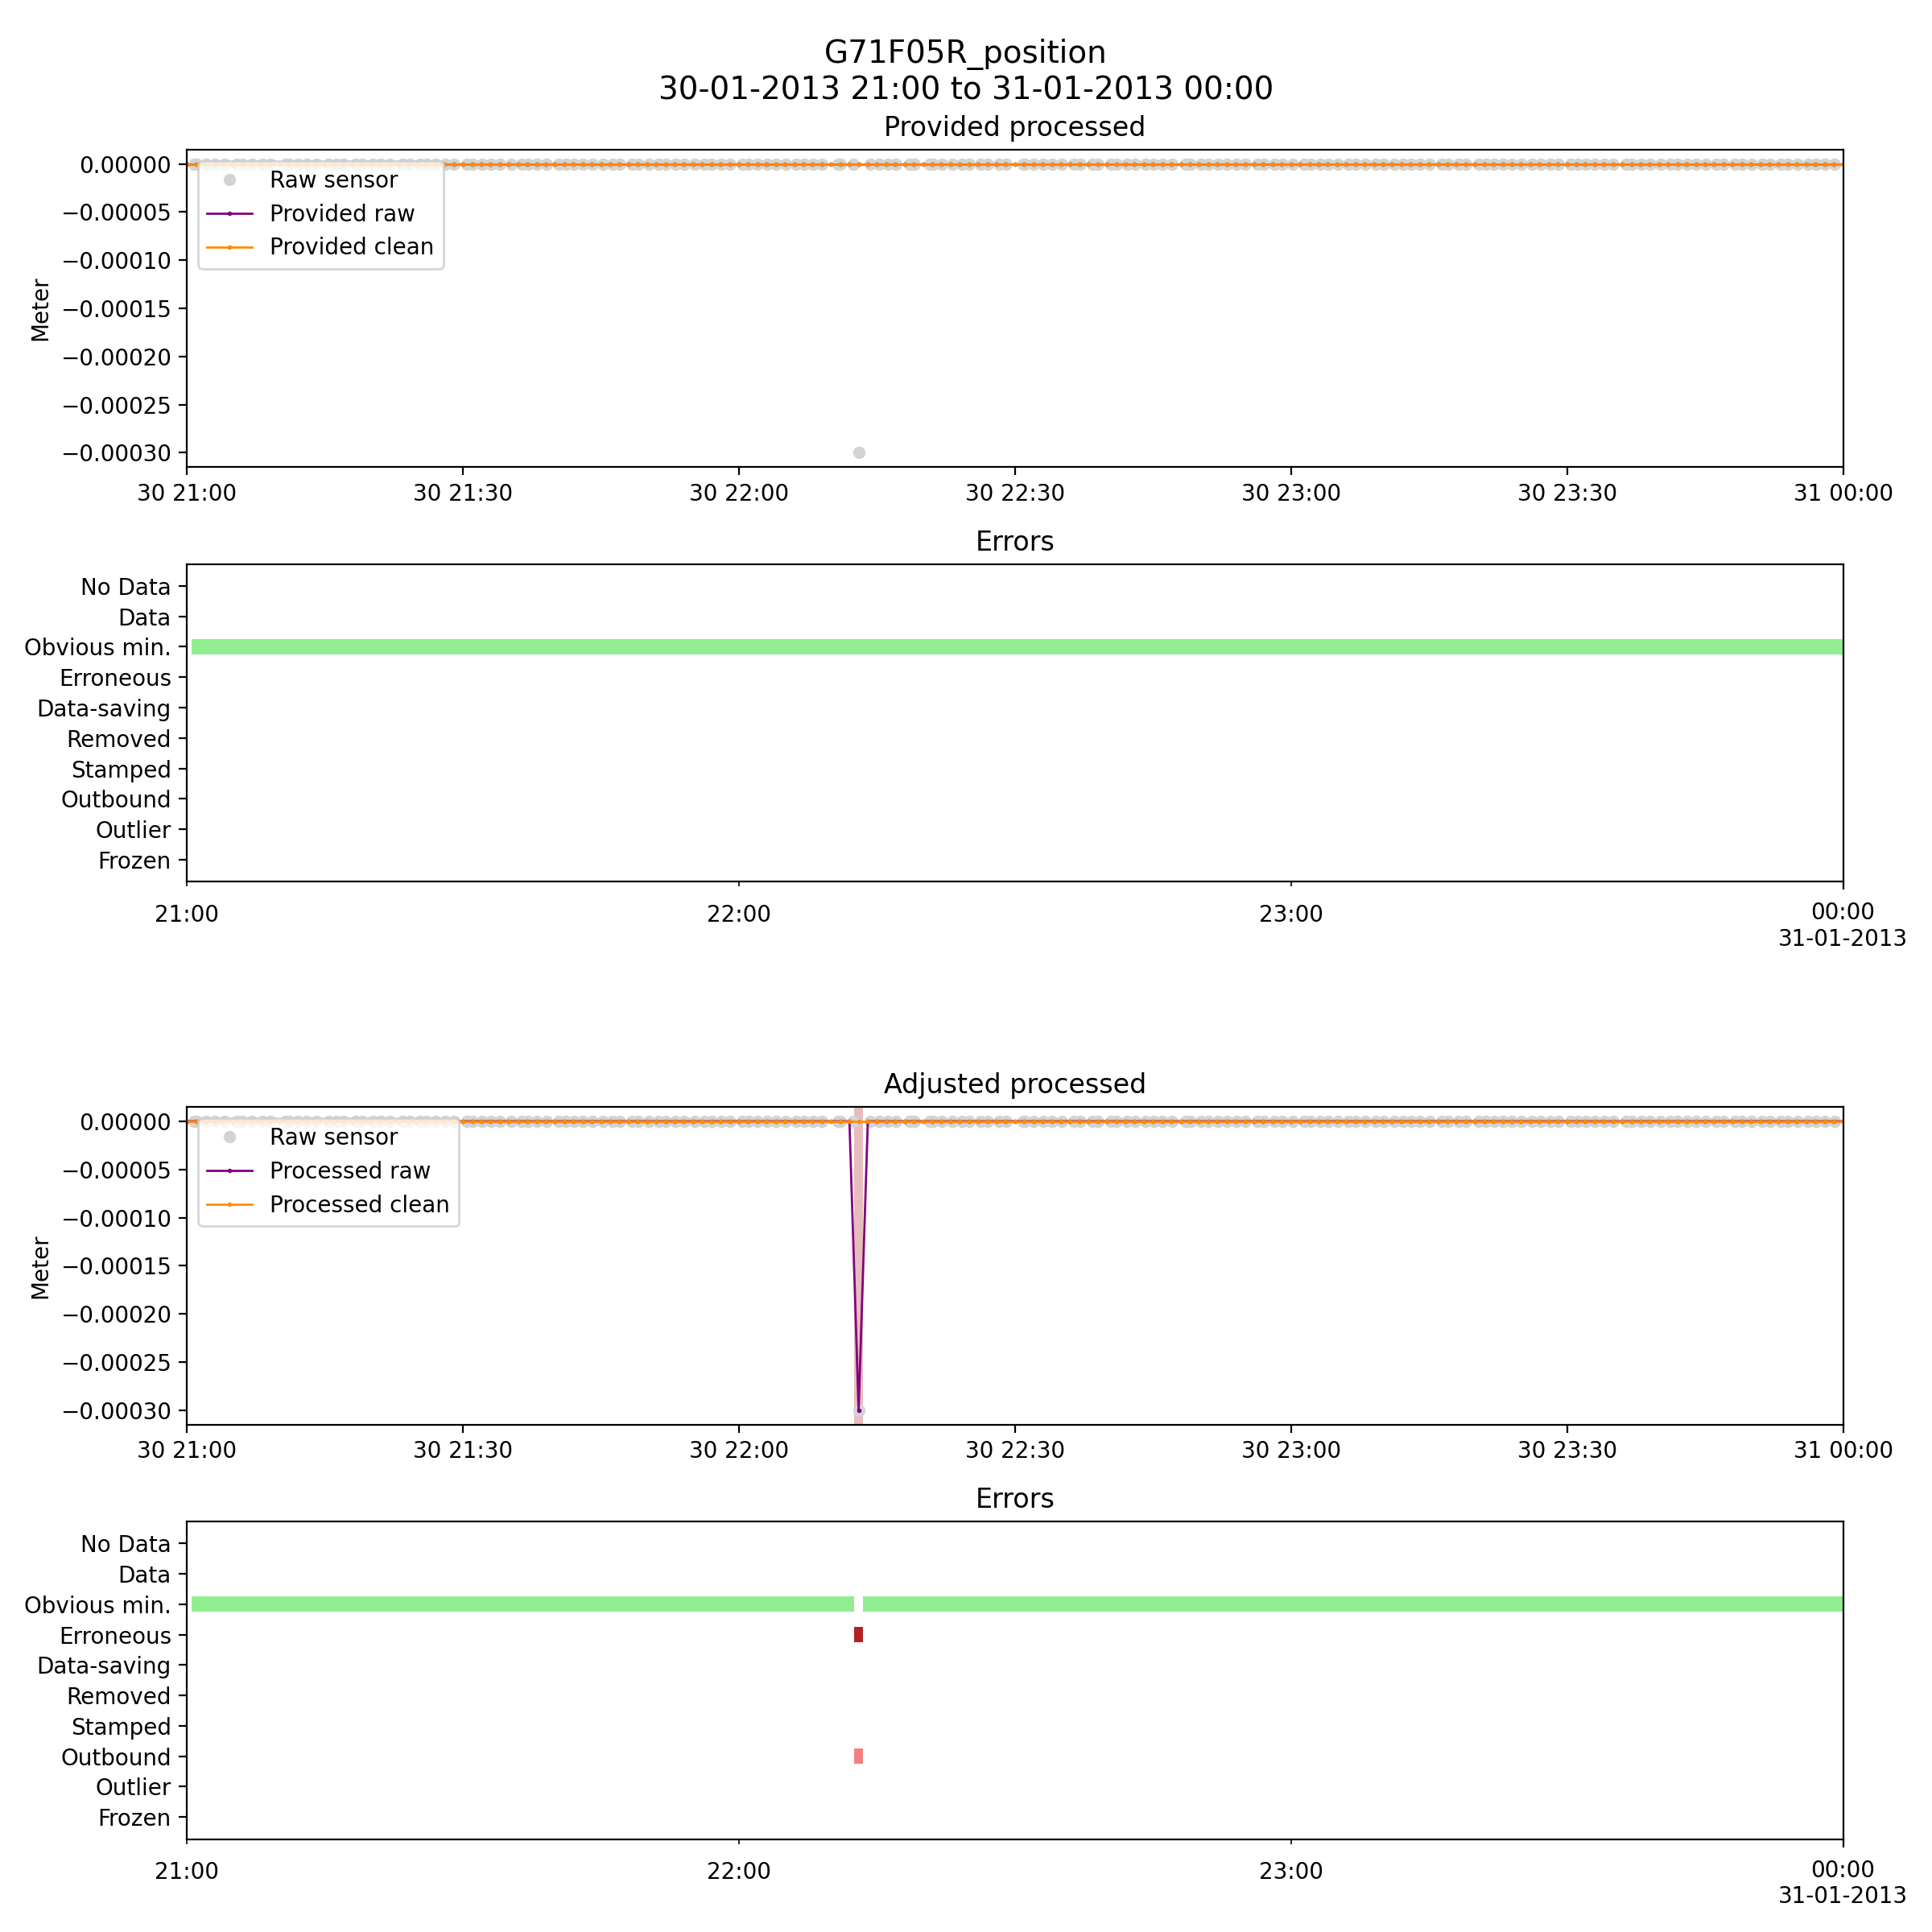 G71F05R_position
30-01-2013 21:00 to 31-01-2013 00:00
Provided processed
0.00000
−0.00005
−0.00010
−0.00015
−0.00020
−0.00025
−0.00030
Meter
Raw sensor
Provided raw
Provided clean
30 21:00 30 21:30 30 22:00 30 22:30 30 23:00 30 23:30 31 00:00
Errors
No Data
Data
Obvious min.
Erroneous
Data-saving
Removed
Stamped
Outbound
Outlier
Frozen
21:00 22:00 23:00 00:00
31-01-2013
Adjusted processed
0.00000
−0.00005
−0.00010
−0.00015
−0.00020
−0.00025
−0.00030
Meter
Raw sensor
Processed raw
Processed clean
30 21:00 30 21:30 30 22:00 30 22:30 30 23:00 30 23:30 31 00:00
Errors
No Data
Data
Obvious min.
Erroneous
Data-saving
Removed
Stamped
Outbound
Outlier
Frozen
21:00 22:00 23:00 00:00
31-01-2013